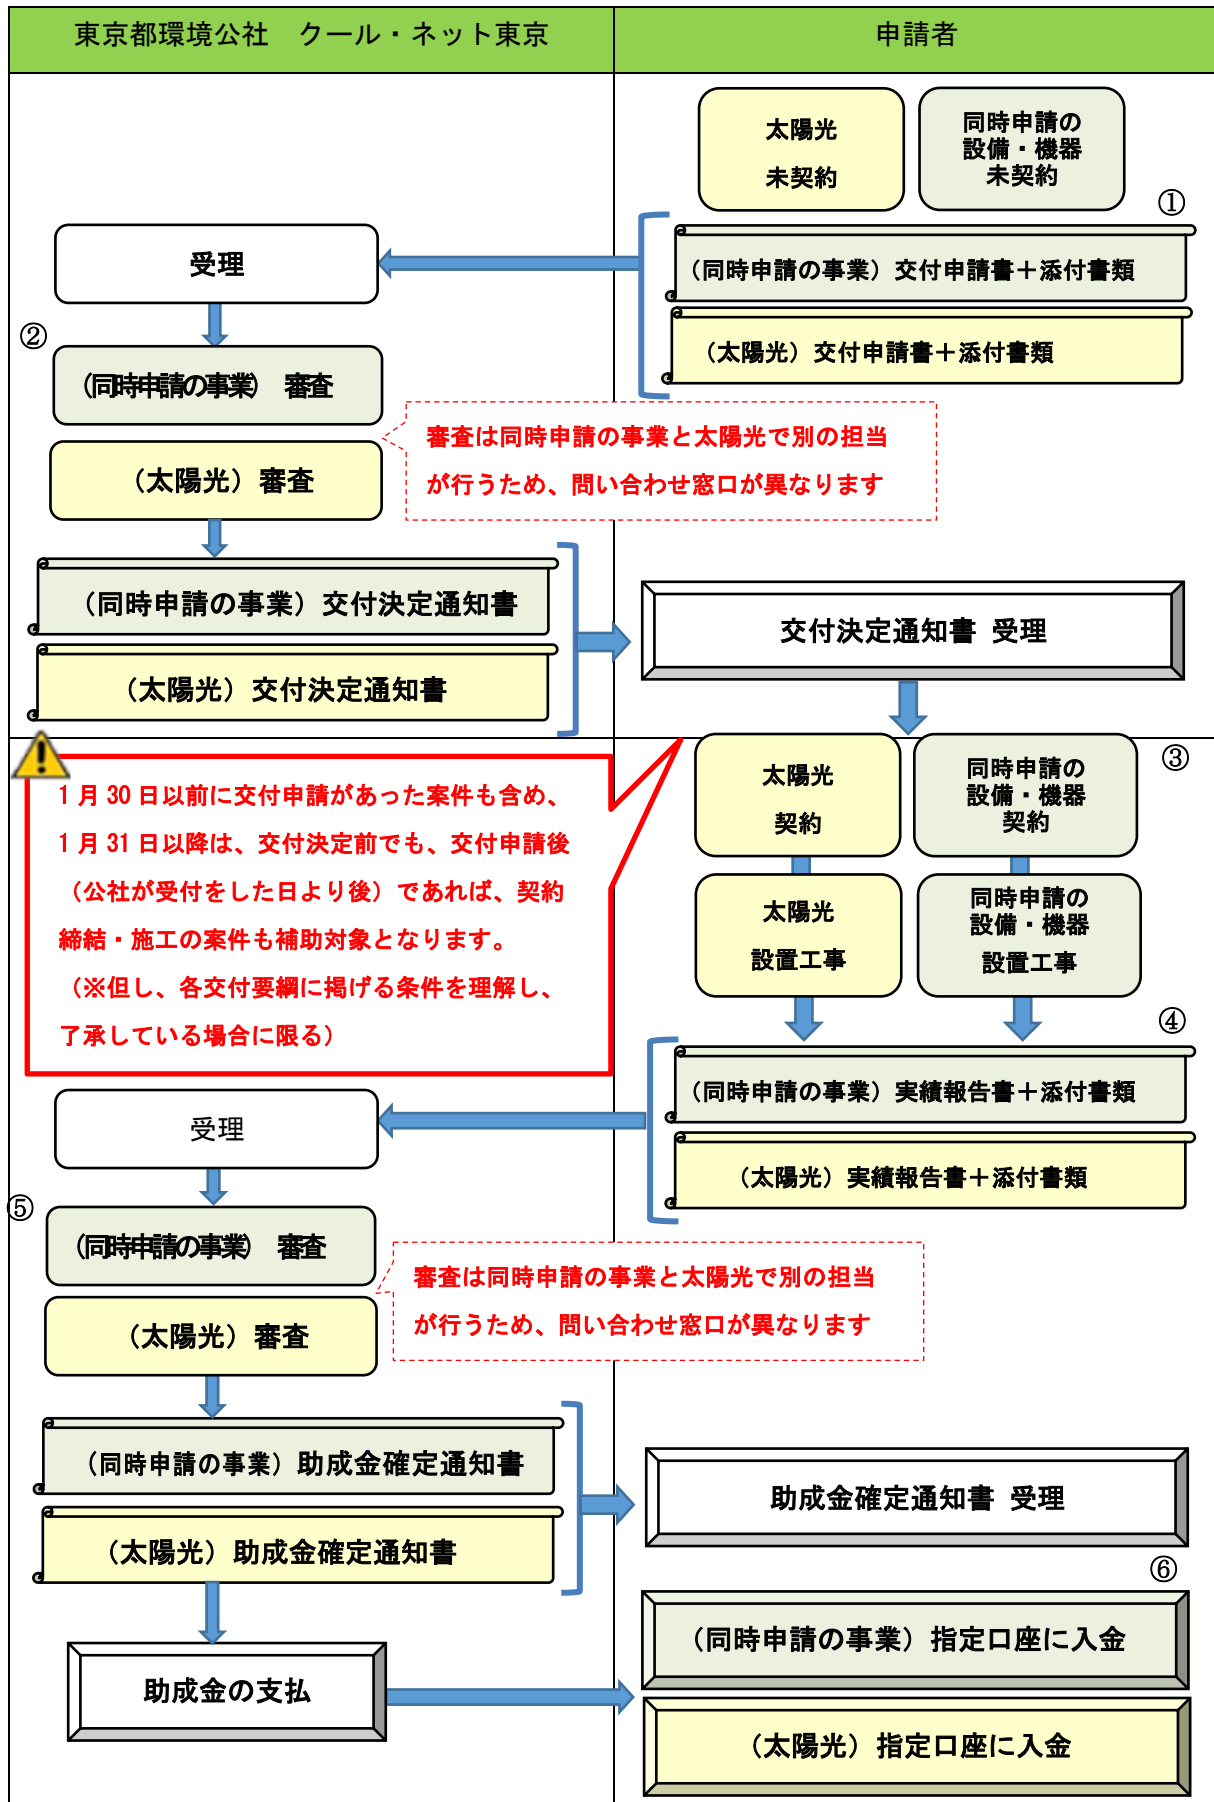 東京都環境公社　クール・ネット東京
申請者
太陽光
未契約
同時申請の
設備・機器
未契約
①
（同時申請の事業）交付申請書＋添付書類
（太陽光）交付申請書＋添付書類
受理
②
（同時申請の事業）　審査
（太陽光）審査
審査は同時申請の事業と太陽光で別の担当
が行うため、問い合わせ窓口が異なります
（同時申請の事業）交付決定通知書
（太陽光）交付決定通知書
交付決定通知書 受理
1 月 30 日以前に交付申請があった案件も含め、
1 月 31 日以降は、交付決定前でも、交付申請後
（公社が受付をした日より後）であれば、契約
締結・施工の案件も補助対象となります。
（※但し、各交付要綱に掲げる条件を理解し、
了承している場合に限る）
③
太陽光
契約
同時申請の
設備・機器
契約
太陽光
設置工事
同時申請の
設備・機器
設置工事
④
（同時申請の事業）実績報告書＋添付書類
（太陽光）実績報告書＋添付書類
受理
⑤
（同時申請の事業）　審査
（太陽光）審査
審査は同時申請の事業と太陽光で別の担当
が行うため、問い合わせ窓口が異なります
（同時申請の事業）助成金確定通知書
（太陽光）助成金確定通知書
助成金確定通知書 受理
⑥
助成金の支払
（同時申請の事業）指定口座に入金
（太陽光）指定口座に入金